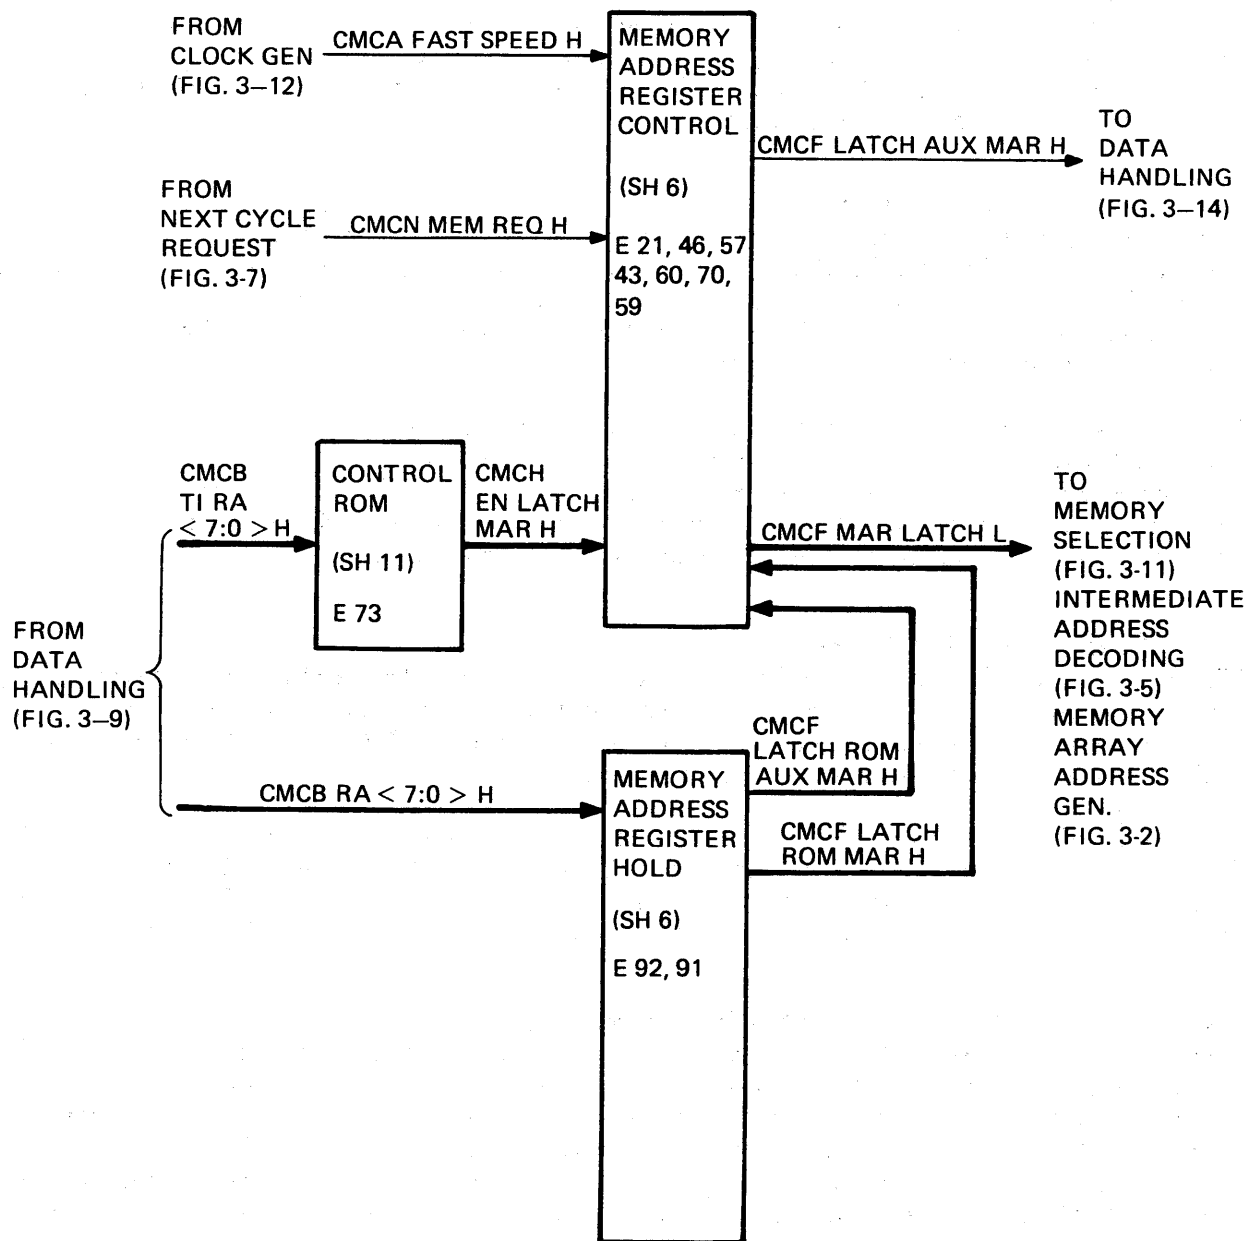 FROM
CLOCK GEN
(FIG. 3–12)
CMCA FAST SPEED H
MEMORY
ADDRESS
REGISTER
CONTROL
(SH 6)
E 21, 46, 57
43, 60, 70,
59
CMCF LATCH AUX MAR H
TO
DATA
HANDLING
(FIG. 3–14)
FROM
NEXT CYCLE
REQUEST
(FIG. 3-7)
CMCN MEM REQ H
CMCB
TI RA
< 7:0 > H
CONTROL
ROM
(SH 11)
E 73
CMCH
EN LATCH
MAR H
CMCF MAR LATCH L
TO
MEMORY
SELECTION
(FIG. 3-11)
INTERMEDIATE
ADDRESS
DECODING
(FIG. 3-5)
MEMORY
ARRAY
ADDRESS
GEN.
(FIG. 3-2)
FROM
DATA
HANDLING
(FIG. 3–9)
CMCB RA < 7:0 > H
MEMORY
ADDRESS
REGISTER
HOLD
(SH 6)
E 92, 91
CMCF
LATCH ROM
AUX MAR H
CMCF LATCH
ROM MAR H